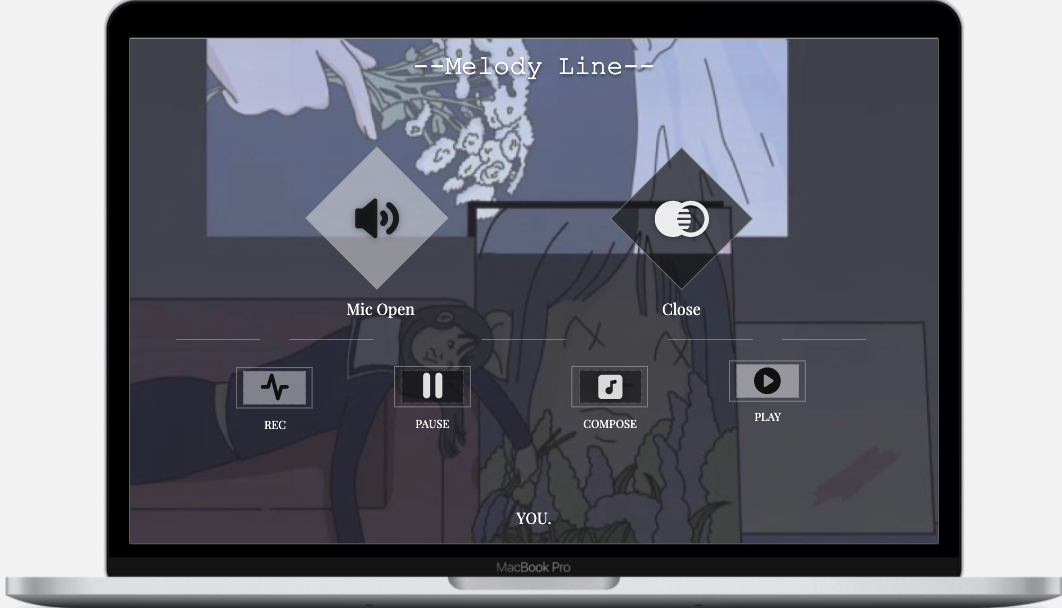 --Melody Line--
Mic Open
Close
REC
PAUSE
COMPOSE
PLAY
YOU.
MacBook Pro